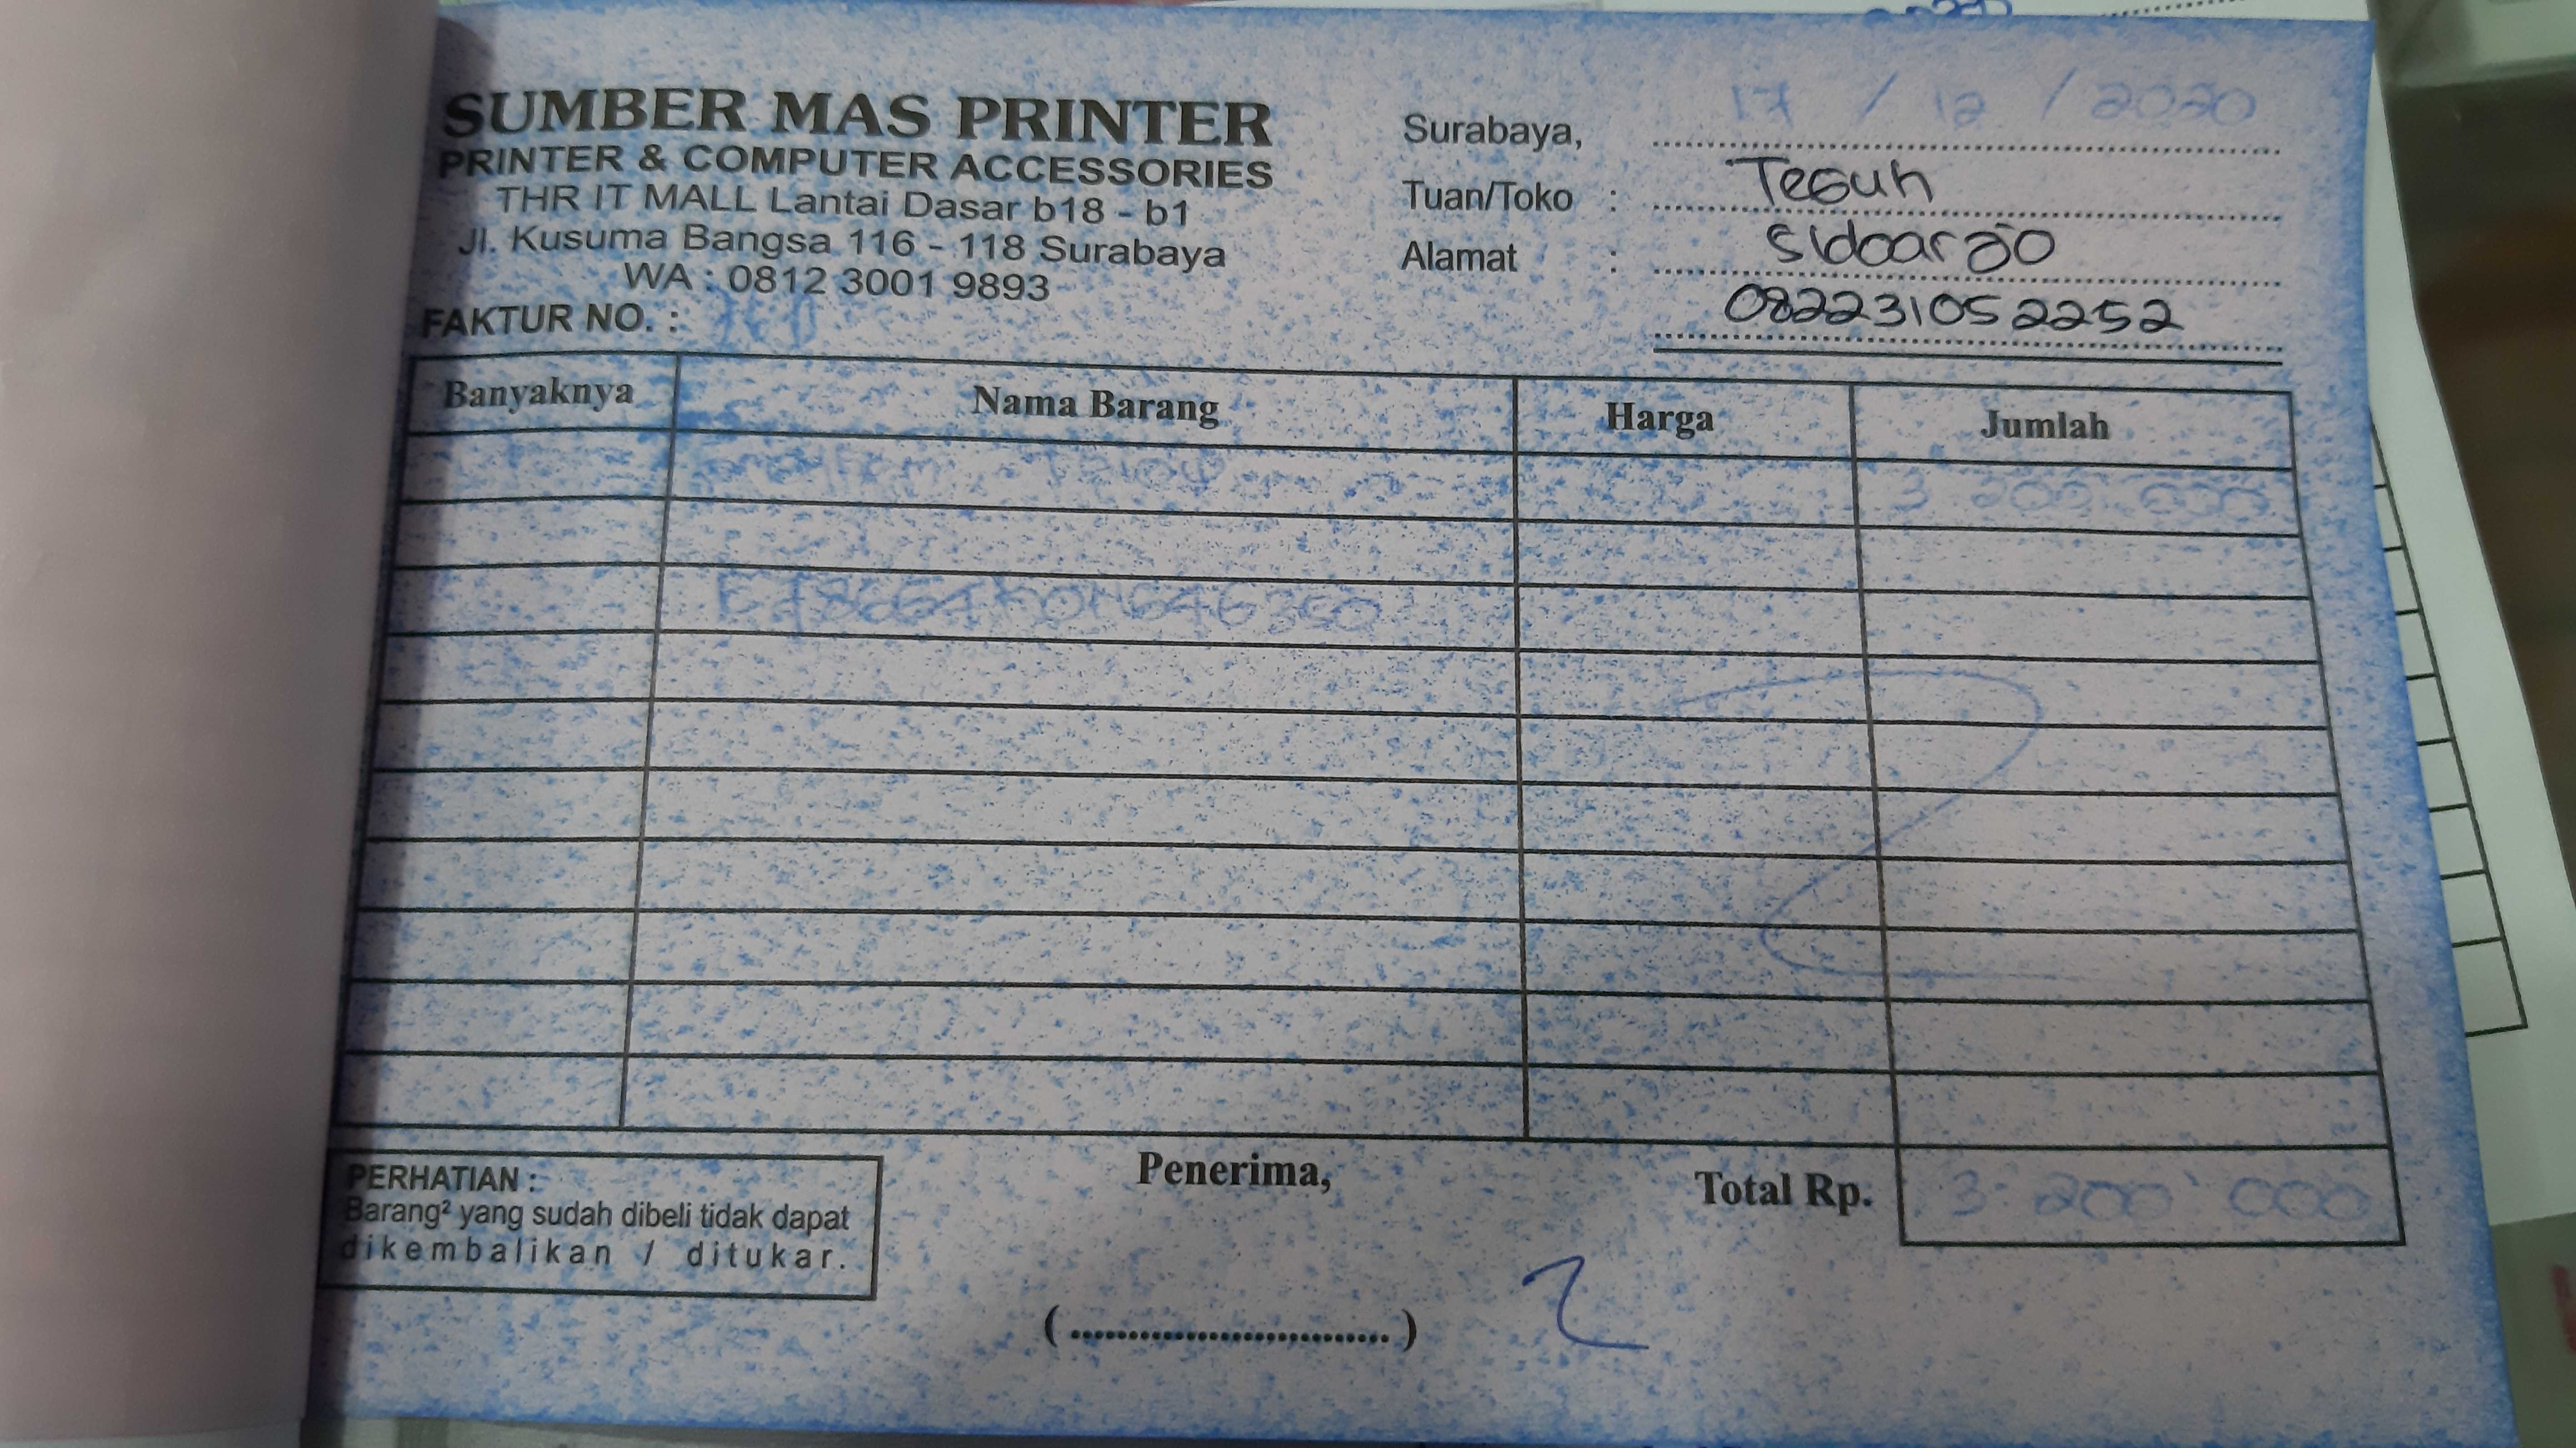 SUMBER MAS PRINTER
PRINTER & COMPUTER ACCESSORIES
THR IT MALL Lantai Dasar b18 - b1
Jl. Kusuma Bangsa 116 - 118 Surabaya
WA : 0812 3001 9893
FAKTUR NO. :
Surabaya, 17 / 12 / 2020
Tuan/Toko : Teguh
Alamat : Sidoarjo
082231052252
Banyaknya Nama Barang Harga Jumlah
3 200 000
PERHATIAN :
Barang² yang sudah dibeli tidak dapat
dikembalikan / ditukar.
Penerima,
(............................)
Total Rp. 3 200 000